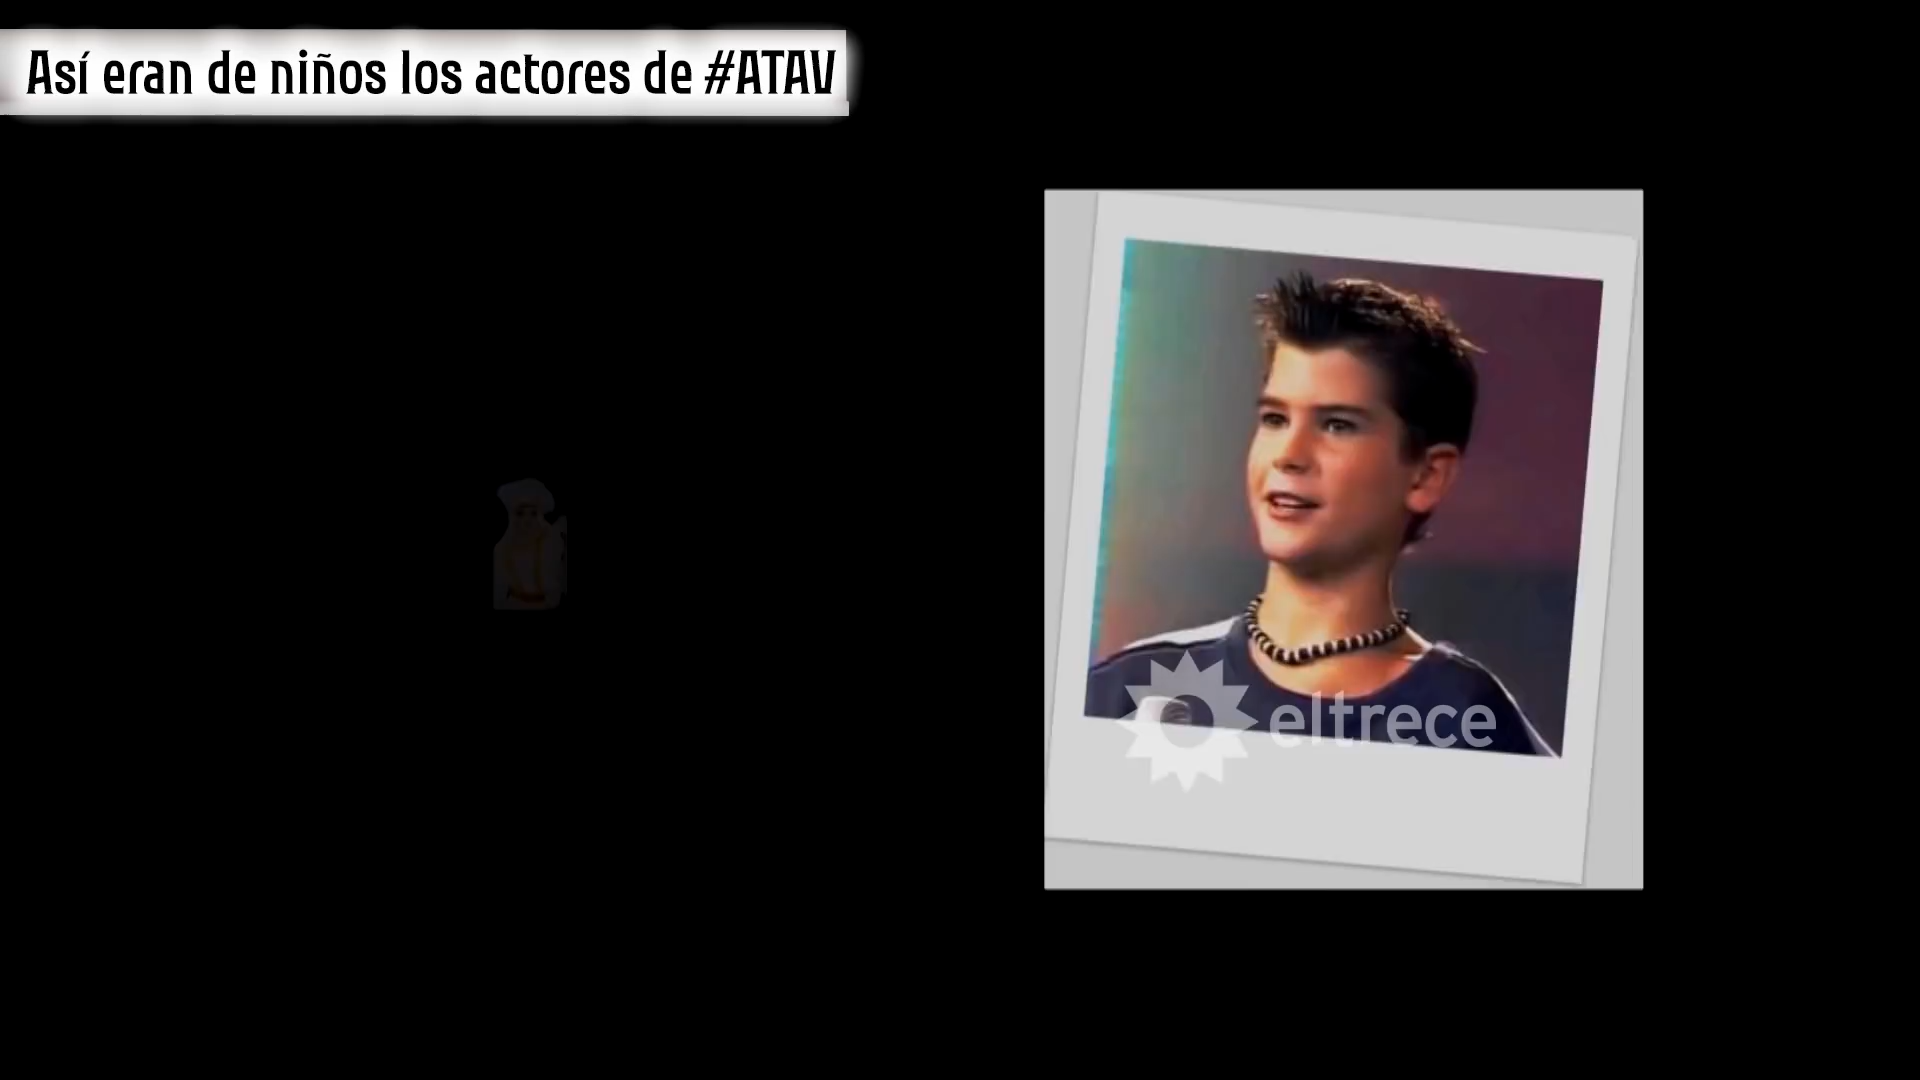 Así eran de niños los actores de #ATAV
eltrece